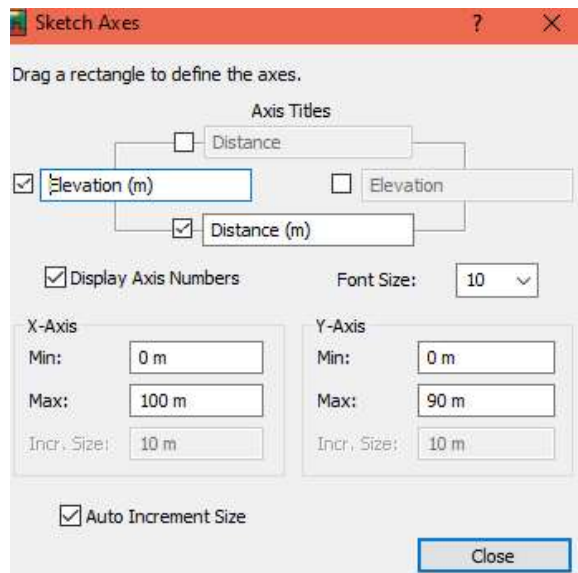 Sketch Axes ? ×
Drag a rectangle to define the axes.
Axis Titles
Distance
Elevation (m) Elevation
Distance (m)
Display Axis Numbers Font Size: 10
X-Axis Y-Axis
Min: 0 m Min: 0 m
Max: 100 m Max: 90 m
Incr. Size: 10 m Incr. Size: 10 m
Auto Increment Size
Close